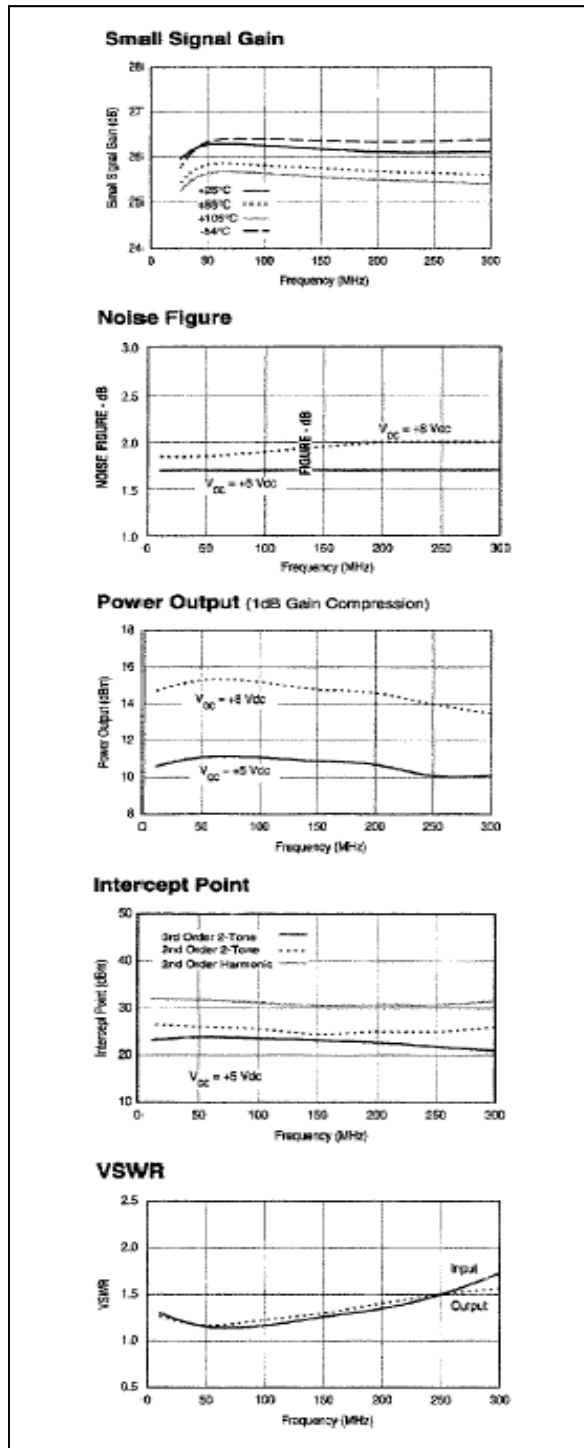 Small Signal Gain
28
27
26
25
24
Small Signal Gain (dB)
+25°C
+85°C
+105°C
-54°C
0 50 100 150 200 250 300
Frequency (MHz)
Noise Figure
3.0
2.5
2.0
1.5
1.0
NOISE FIGURE - dB
FIGURE - dB
VDC = +8 Vdc
VDC = +5 Vdc
0 50 100 150 200 250 300
Frequency (MHz)
Power Output (1dB Gain Compression)
18
16
14
12
10
8
Power Output (dBm)
VDC = +8 Vdc
VDC = +5 Vdc
0 50 100 150 200 250 300
Frequency (MHz)
Intercept Point
50
40
30
20
10
Intercept Point (dBm)
3rd Order 2-Tone
2nd Order 2-Tone
2nd Order Harmonic
VDC = +5 Vdc
0 50 100 150 200 250 300
Frequency (MHz)
VSWR
2.5
2.0
1.5
1.0
0.5
VSWR
Input
Output
0 50 100 150 200 250 300
Frequency (MHz)